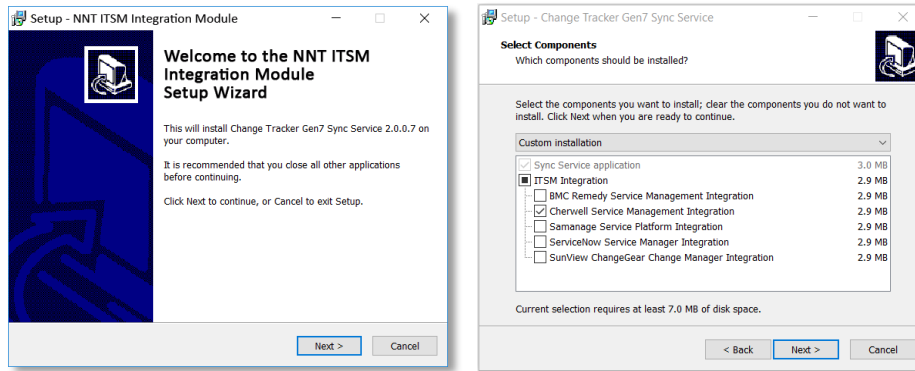 Setup - NNT ITSM Integration Module
Welcome to the NNT ITSM
Integration Module
Setup Wizard
This will install Change Tracker Gen7 Sync Service 2.0.0.7 on
your computer.
It is recommended that you close all other applications
before continuing.
Click Next to continue, or Cancel to exit Setup.
Next >
Cancel
Setup - Change Tracker Gen7 Sync Service
Select Components
Which components should be installed?
Select the components you want to install; clear the components you do not want to
install. Click Next when you are ready to continue.
Custom installation
Sync Service application 3.0 MB
ITSM Integration 2.9 MB
BMC Remedy Service Management Integration 2.9 MB
Cherwell Service Management Integration 2.9 MB
Samanage Service Platform Integration 2.9 MB
ServiceNow Service Manager Integration 2.9 MB
SunView ChangeGear Change Manager Integration 2.9 MB
Current selection requires at least 7.0 MB of disk space.
< Back
Next >
Cancel